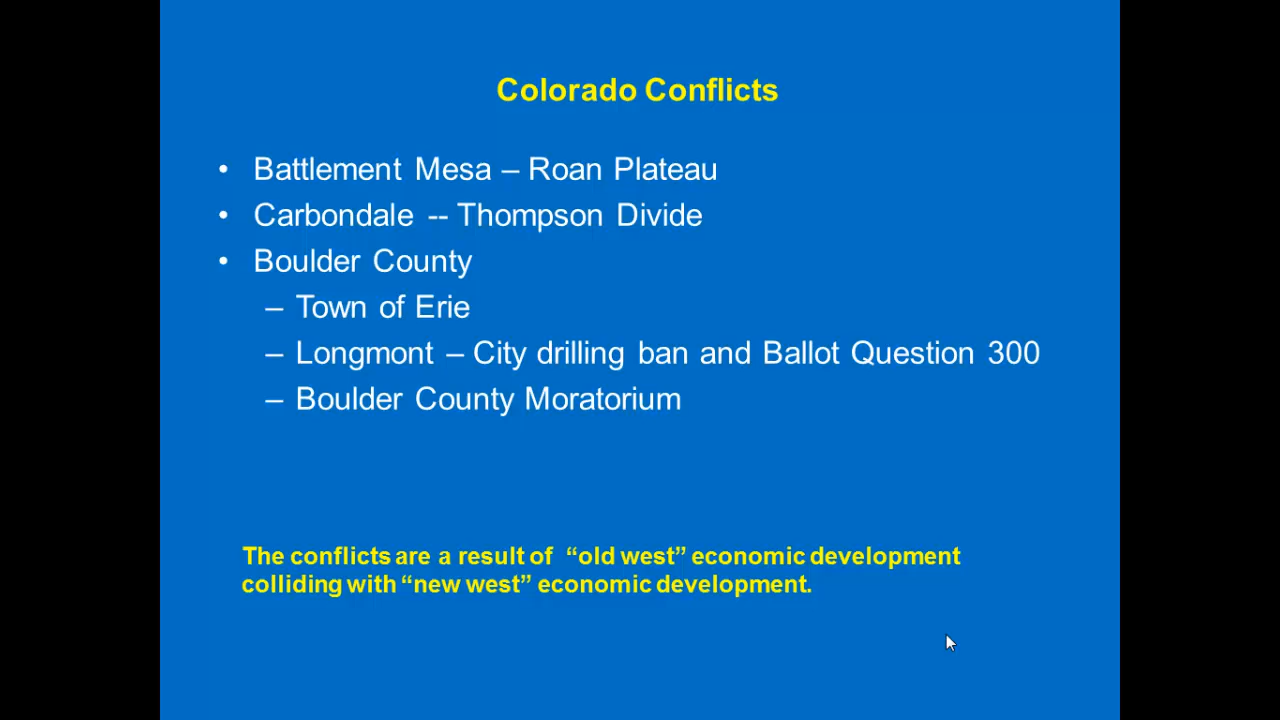 Colorado Conflicts
• Battlement Mesa – Roan Plateau
• Carbondale -- Thompson Divide
• Boulder County
– Town of Erie
– Longmont – City drilling ban and Ballot Question 300
– Boulder County Moratorium
The conflicts are a result of “old west” economic development
colliding with “new west” economic development.